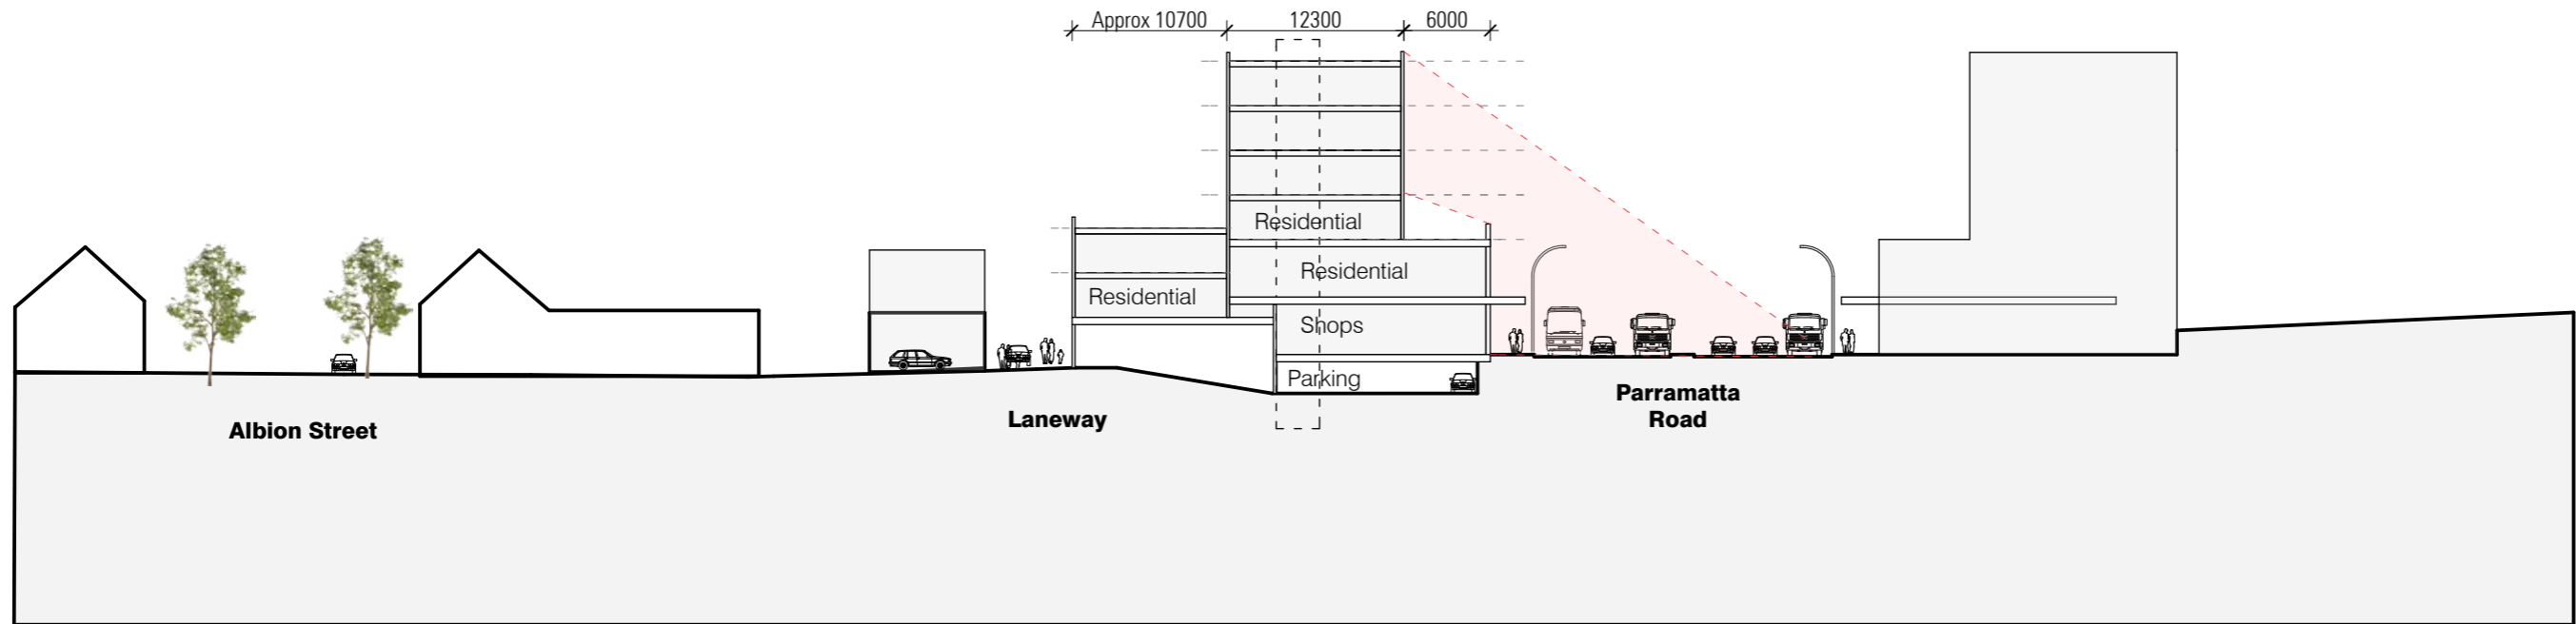 Approx 10700
12300
6000
Residential
Residential
Residential
Shops
Parking
Parramatta
Road
Laneway
Albion Street